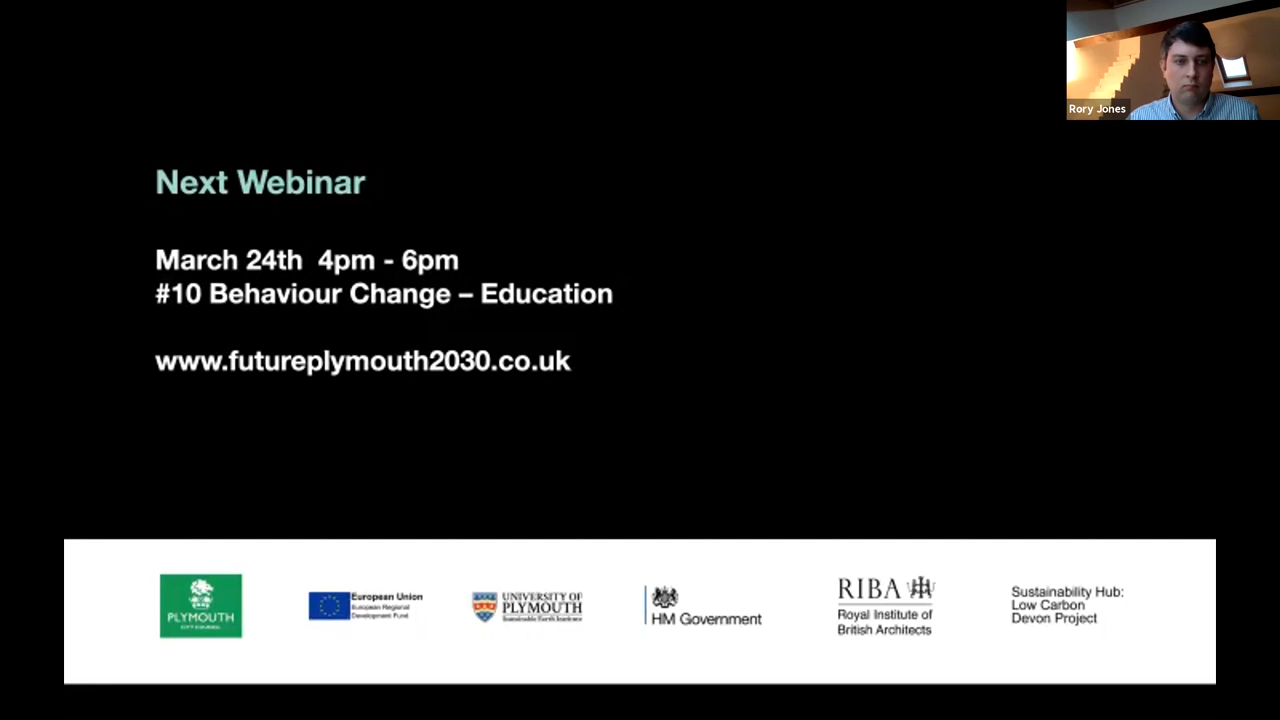 Rory Jones
Next Webinar
March 24th 4pm - 6pm
#10 Behaviour Change – Education
www.futureplymouth2030.co.uk
PLYMOUTH
CITY COUNCIL
European Union
European Regional
Development Fund
UNIVERSITY OF
PLYMOUTH
Sustainable Earth Institute
HM Government
RIBA
Royal Institute of
British Architects
Sustainability Hub:
Low Carbon
Devon Project